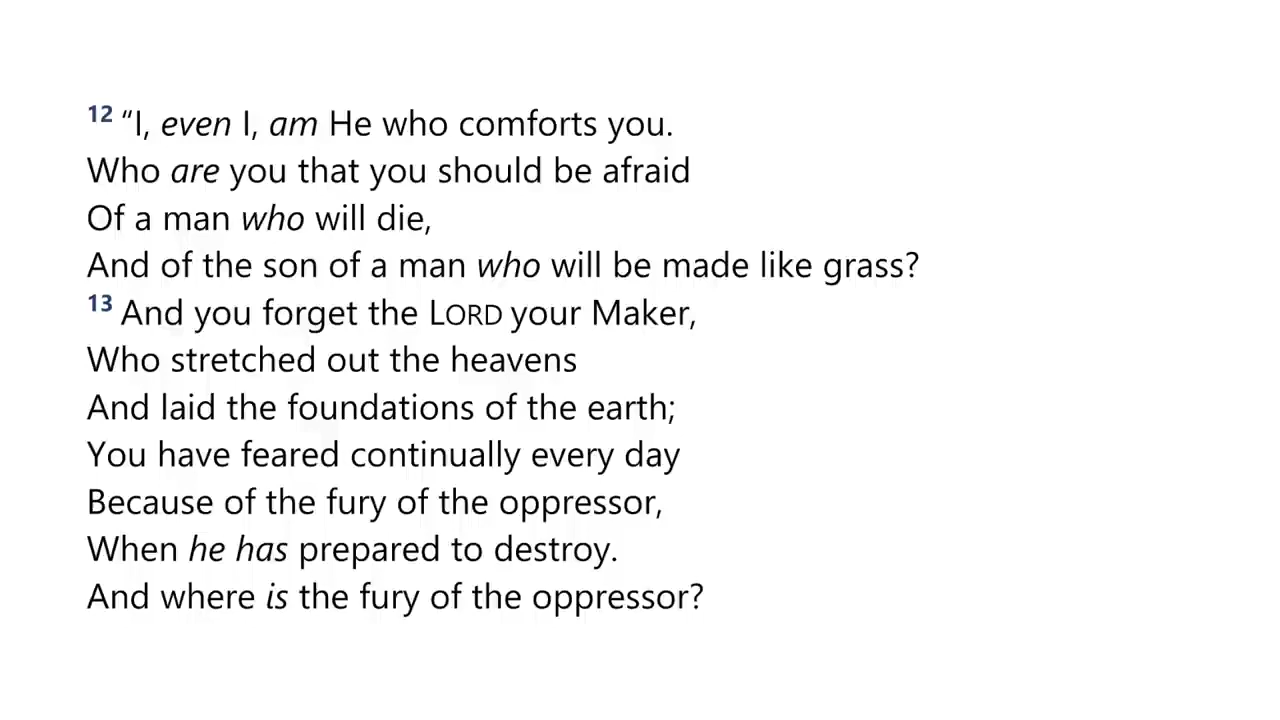 12 “I, even I, am He who comforts you.
Who are you that you should be afraid
Of a man who will die,
And of the son of a man who will be made like grass?
13 And you forget the LORD your Maker,
Who stretched out the heavens
And laid the foundations of the earth;
You have feared continually every day
Because of the fury of the oppressor,
When he has prepared to destroy.
And where is the fury of the oppressor?